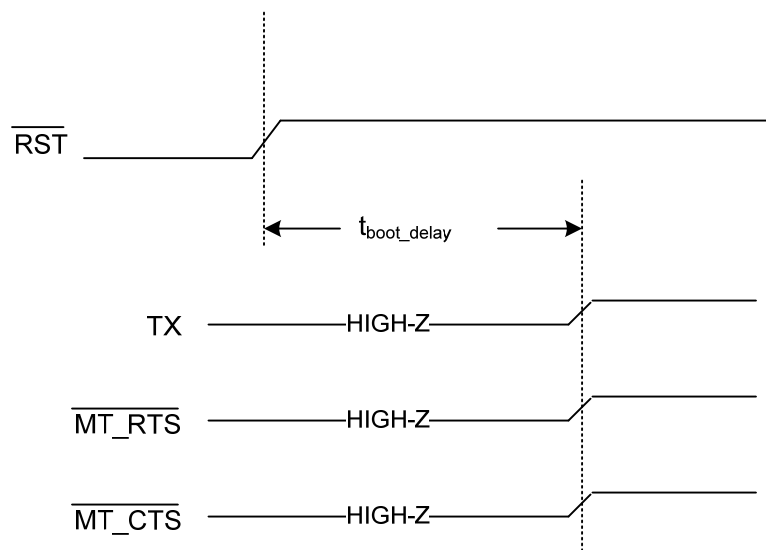 RST
tboot_delay
TX HIGH-Z
MT_RTS HIGH-Z
MT_CTS HIGH-Z